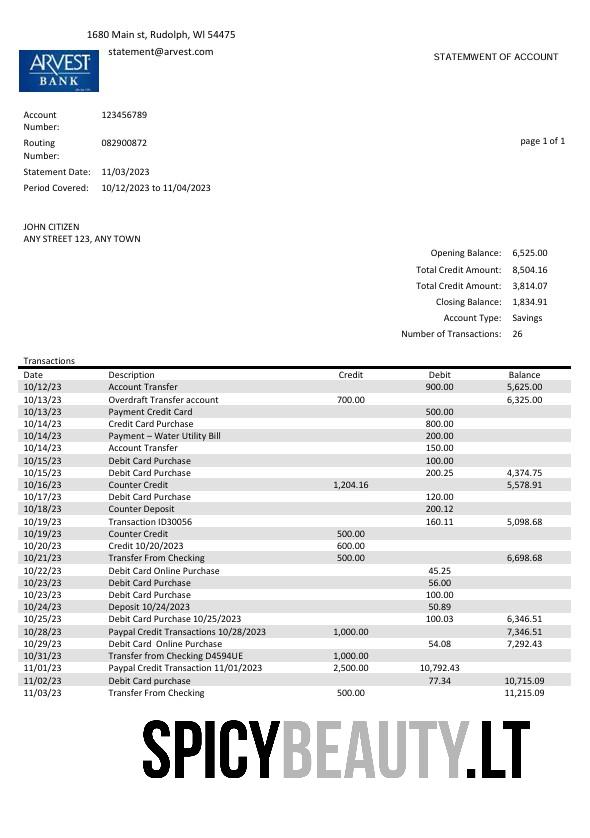 1680 Main st, Rudolph, Wl 54475
statement@arvest.com
ARVEST
BANK
STATEMWENT OF ACCOUNT
Account Number: 123456789
Routing Number: 082900872
page 1 of 1
Statement Date: 11/03/2023
Period Covered: 10/12/2023 to 11/04/2023
JOHN CITIZEN
ANY STREET 123, ANY TOWN
Opening Balance: 6,525.00
Total Credit Amount: 8,504.16
Total Credit Amount: 3,814.07
Closing Balance: 1,834.91
Account Type: Savings
Number of Transactions: 26
Transactions
Date Description Credit Debit Balance
10/12/23 Account Transfer 900.00 5,625.00
10/13/23 Overdraft Transfer account 700.00 6,325.00
10/13/23 Payment Credit Card 500.00
10/14/23 Credit Card Purchase 800.00
10/14/23 Payment – Water Utility Bill 200.00
10/14/23 Account Transfer 150.00
10/15/23 Debit Card Purchase 100.00
10/15/23 Debit Card Purchase 200.25 4,374.75
10/16/23 Counter Credit 1,204.16 5,578.91
10/17/23 Debit Card Purchase 120.00
10/18/23 Counter Deposit 200.12
10/19/23 Transaction ID30056 160.11 5,098.68
10/19/23 Counter Credit 500.00
10/20/23 Credit 10/20/2023 600.00
10/21/23 Transfer From Checking 500.00 6,698.68
10/22/23 Debit Card Online Purchase 45.25
10/23/23 Debit Card Purchase 56.00
10/23/23 Debit Card Purchase 100.00
10/24/23 Deposit 10/24/2023 50.89
10/25/23 Debit Card Purchase 10/25/2023 100.03 6,346.51
10/28/23 Paypal Credit Transactions 10/28/2023 1,000.00 7,346.51
10/29/23 Debit Card Online Purchase 54.08 7,292.43
10/31/23 Transfer from Checking D4594UE 1,000.00
11/01/23 Paypal Credit Transaction 11/01/2023 2,500.00 10,792.43
11/02/23 Debit Card purchase 77.34 10,715.09
11/03/23 Transfer From Checking 500.00 11,215.09
SPICYBEAUTY.LT